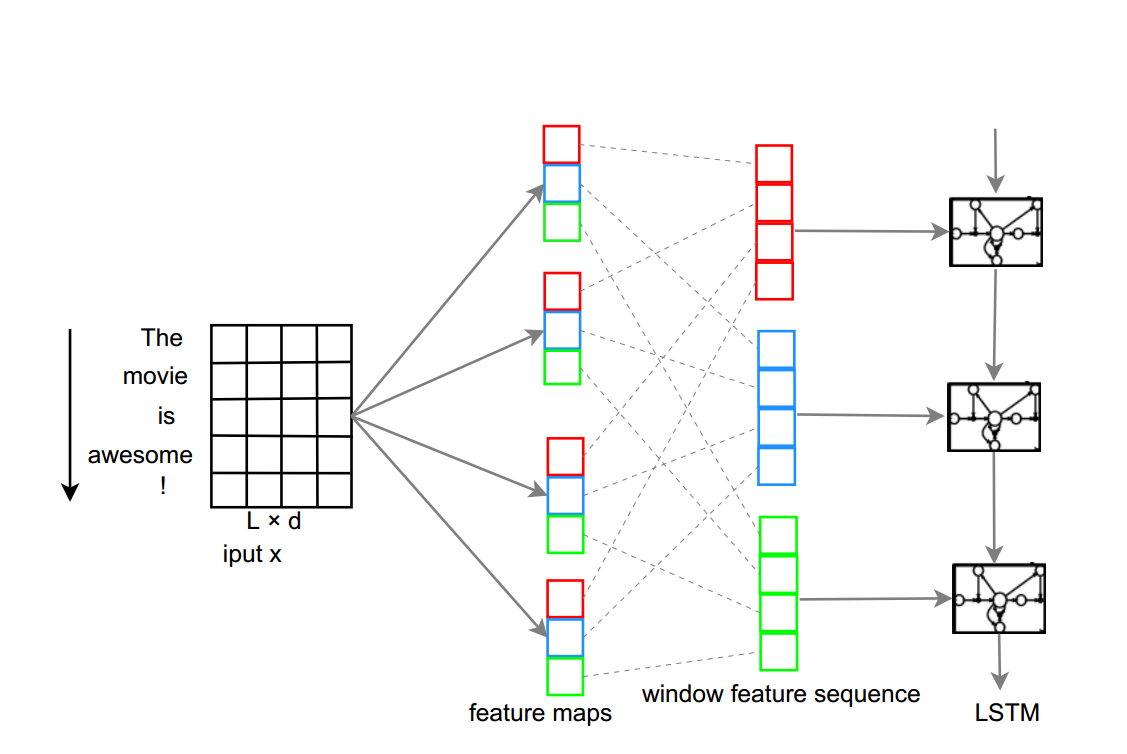 The
movie
is
awesome
!
L × d
iput x
feature maps
window feature sequence
LSTM